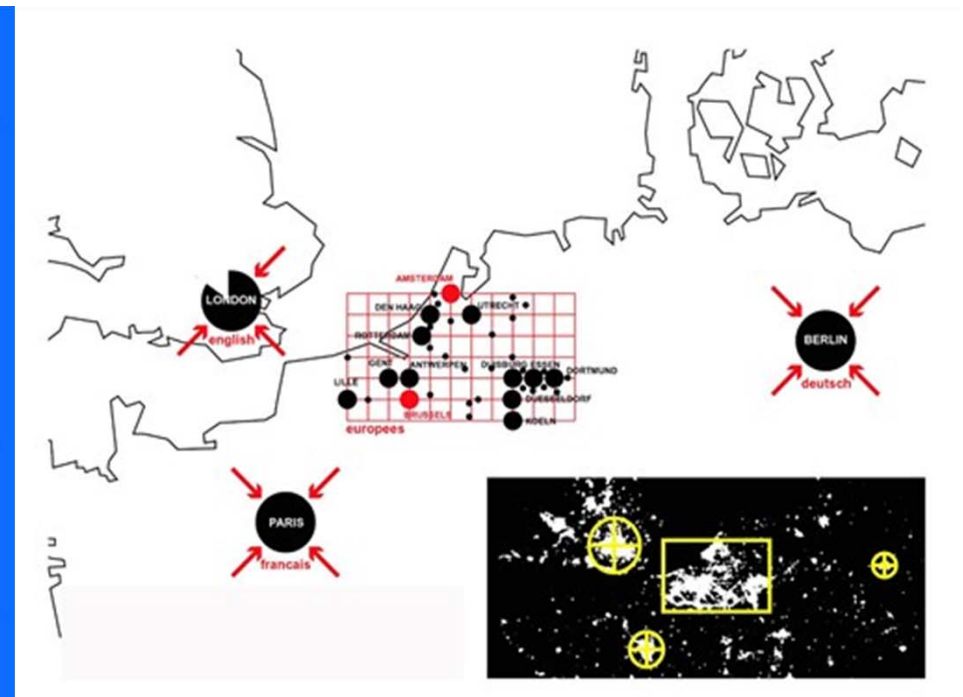 AMSTERDAM
DEN HAAG
UTRECHT
LONDON
english
ROTTERDAM
BERLIN
deutsch
GENT
ANTWERPEN
DUISBURG ESSEN
DORTMUND
LILLE
DUESSELDORF
BRUSSELS
KOELN
europees
PARIS
francais